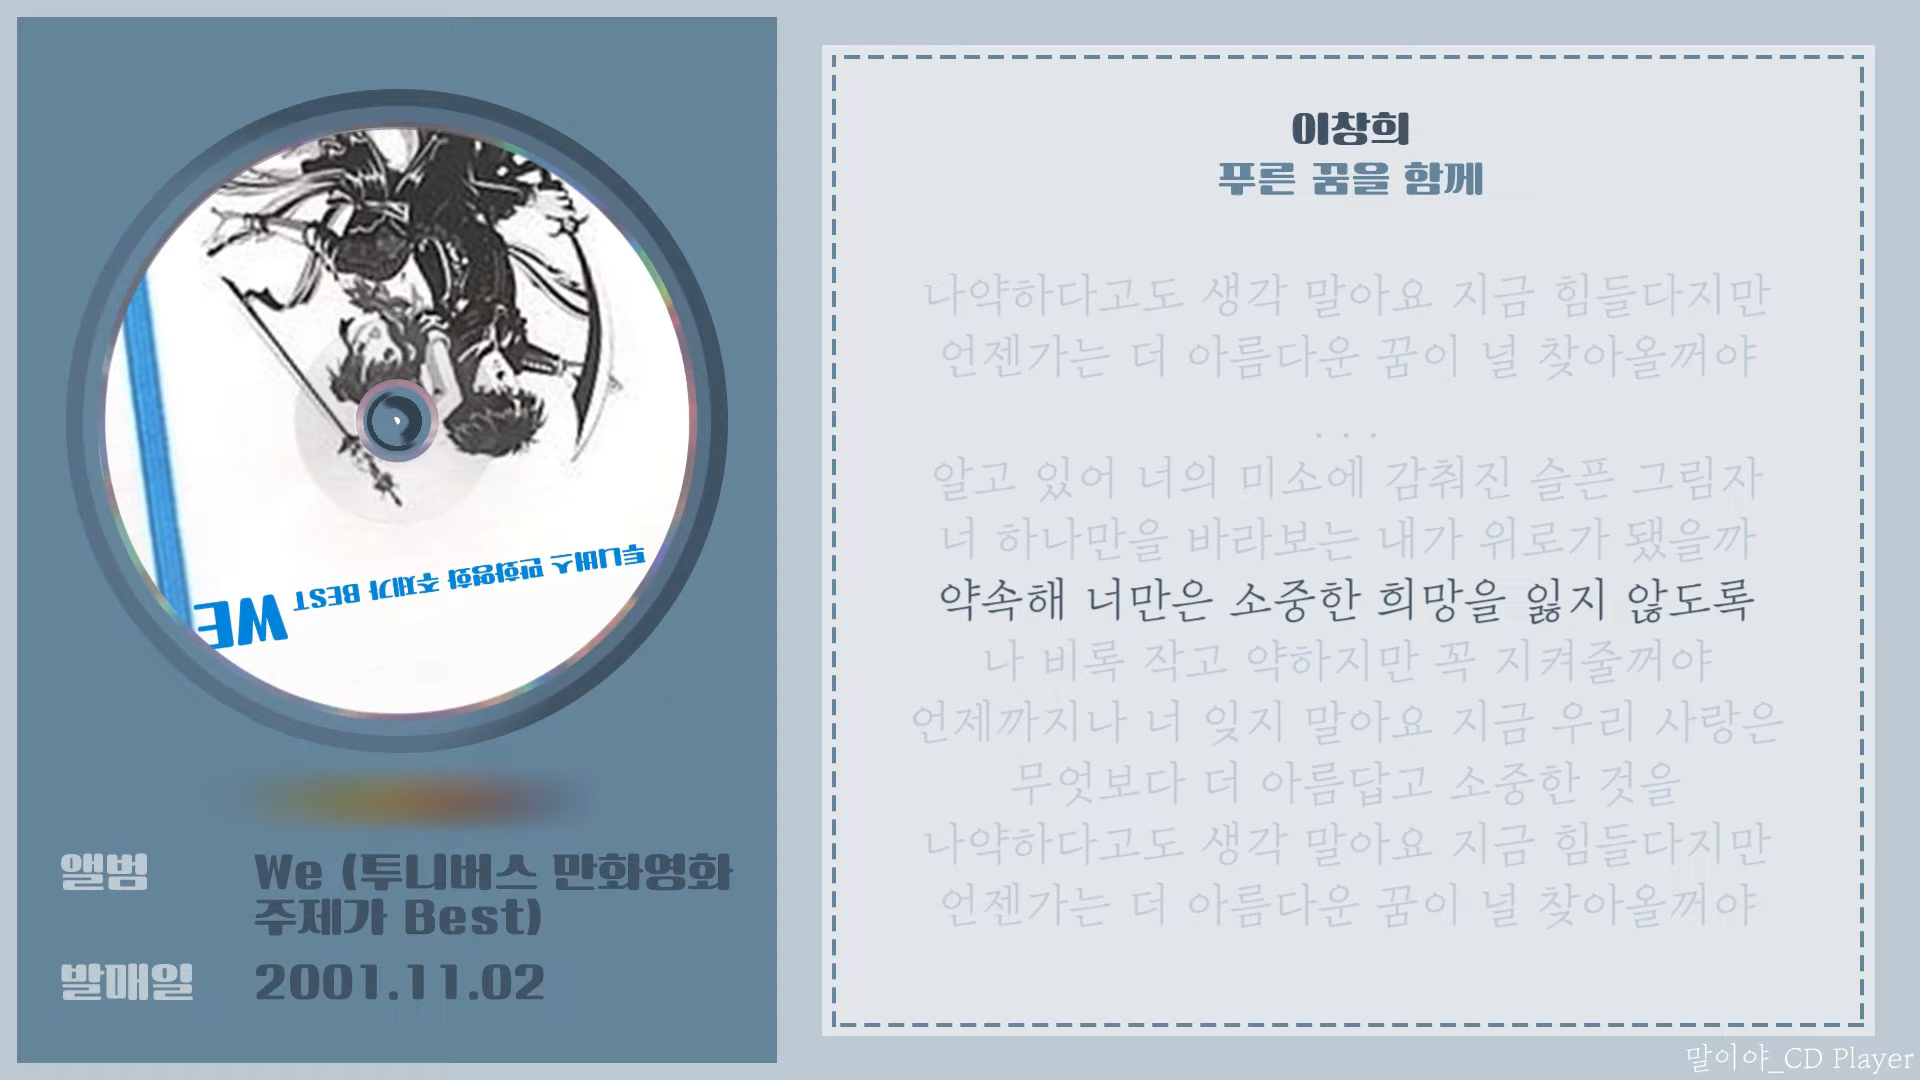 WE 투니버스 만화영화 주제가 BEST
앨범 We (투니버스 만화영화
주제가 Best)
발매일 2001.11.02
이창희
푸른 꿈을 함께
나약하다고도 생각 말아요 지금 힘들다지만
언젠가는 더 아름다운 꿈이 널 찾아올꺼야
. . .
알고 있어 너의 미소에 감춰진 슬픈 그림자
너 하나만을 바라보는 내가 위로가 됐을까
약속해 너만은 소중한 희망을 잃지 않도록
나 비록 작고 약하지만 꼭 지켜줄꺼야
언제까지나 너 잊지 말아요 지금 우리 사랑은
무엇보다 더 아름답고 소중한 것을
나약하다고도 생각 말아요 지금 힘들다지만
언젠가는 더 아름다운 꿈이 널 찾아올꺼야
말이야_CD Player